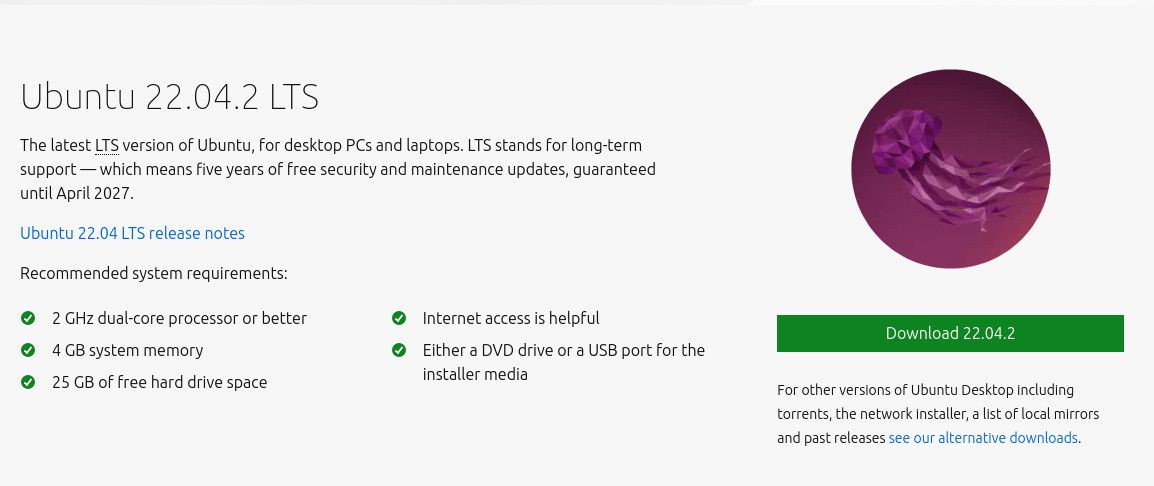 Ubuntu 22.04.2 LTS
The latest LTS version of Ubuntu, for desktop PCs and laptops. LTS stands for long-term
support — which means five years of free security and maintenance updates, guaranteed
until April 2027.
Ubuntu 22.04 LTS release notes
Recommended system requirements:
2 GHz dual-core processor or better
4 GB system memory
25 GB of free hard drive space
Internet access is helpful
Either a DVD drive or a USB port for the
installer media
Download 22.04.2
For other versions of Ubuntu Desktop including
torrents, the network installer, a list of local mirrors
and past releases see our alternative downloads.